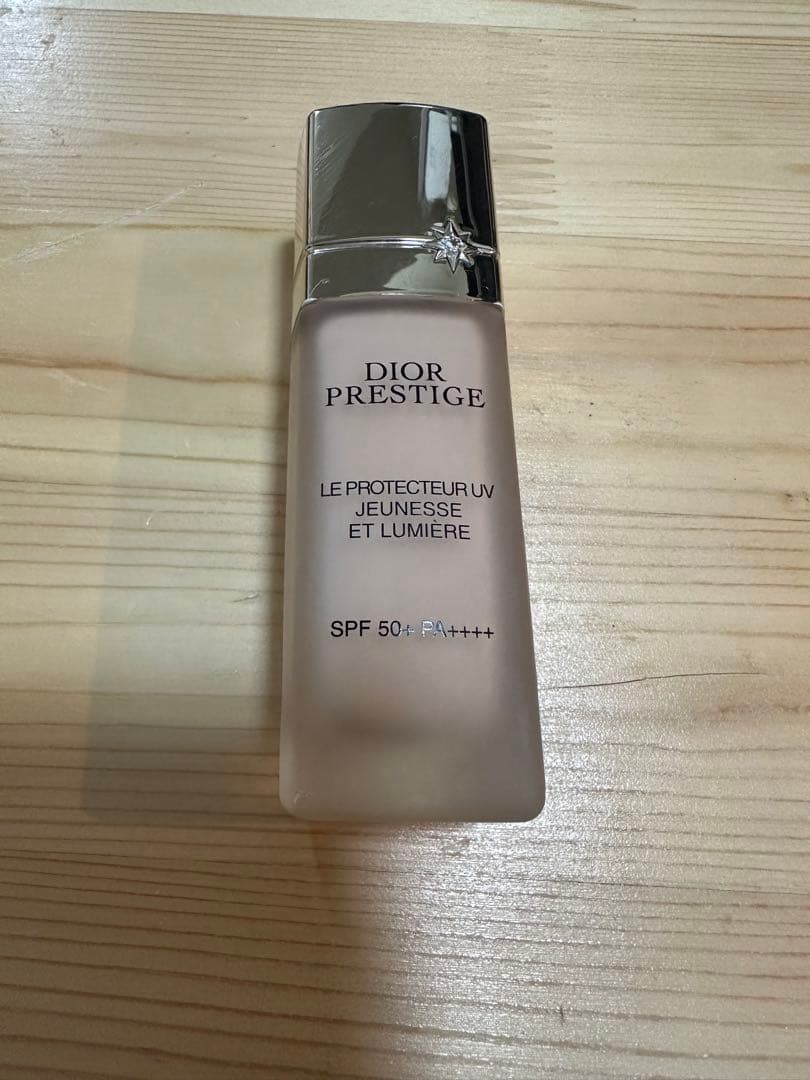 DIOR
PRESTIGE
LE PROTECTEUR UV
JEUNESSE
ET LUMIÈRE
SPF 50+ PA++++